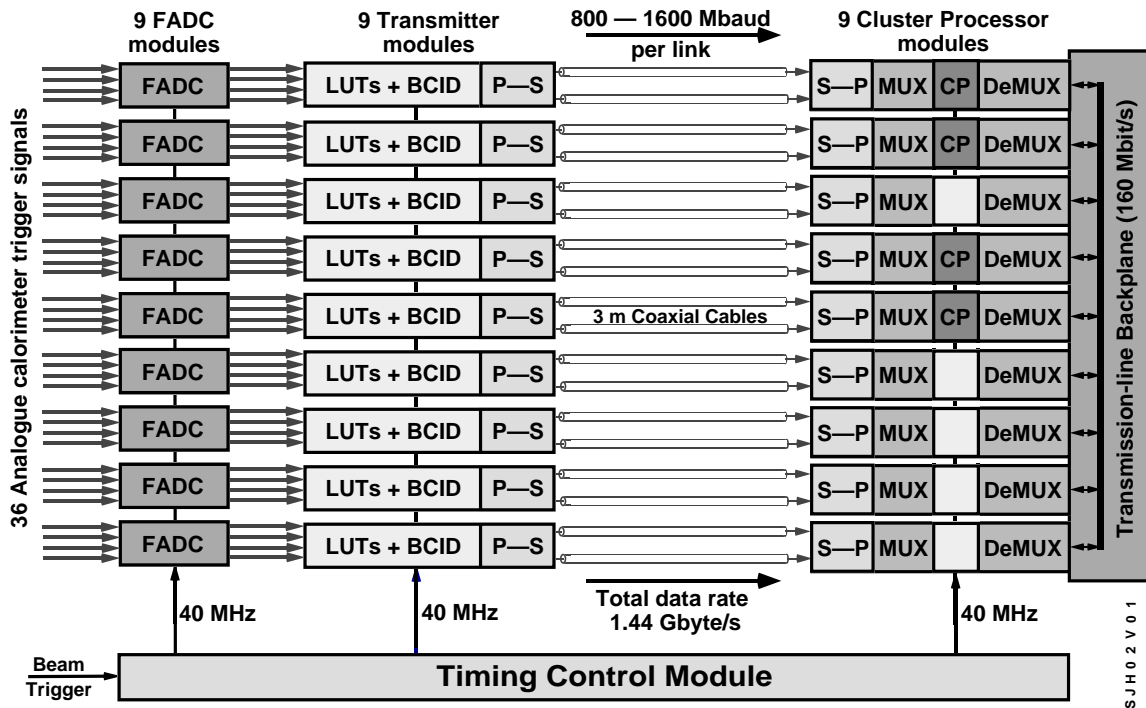 9 FADC
modules
9 Transmitter
modules
800 — 1600 Mbaud
per link
9 Cluster Processor
modules
36 Analogue calorimeter trigger signals
FADC
LUTs + BCID
P—S
S—P
MUX
CP
DeMUX
FADC
LUTs + BCID
P—S
S—P
MUX
CP
DeMUX
FADC
LUTs + BCID
P—S
S—P
MUX
DeMUX
FADC
LUTs + BCID
P—S
S—P
MUX
CP
DeMUX
FADC
LUTs + BCID
P—S
3 m Coaxial Cables
S—P
MUX
CP
DeMUX
FADC
LUTs + BCID
P—S
S—P
MUX
DeMUX
FADC
LUTs + BCID
P—S
S—P
MUX
DeMUX
FADC
LUTs + BCID
P—S
S—P
MUX
DeMUX
FADC
LUTs + BCID
P—S
S—P
MUX
DeMUX
Transmission-line Backplane (160 Mbit/s)
40 MHz
40 MHz
Total data rate
1.44 Gbyte/s
40 MHz
Beam
Trigger
Timing Control Module
SJH02V01